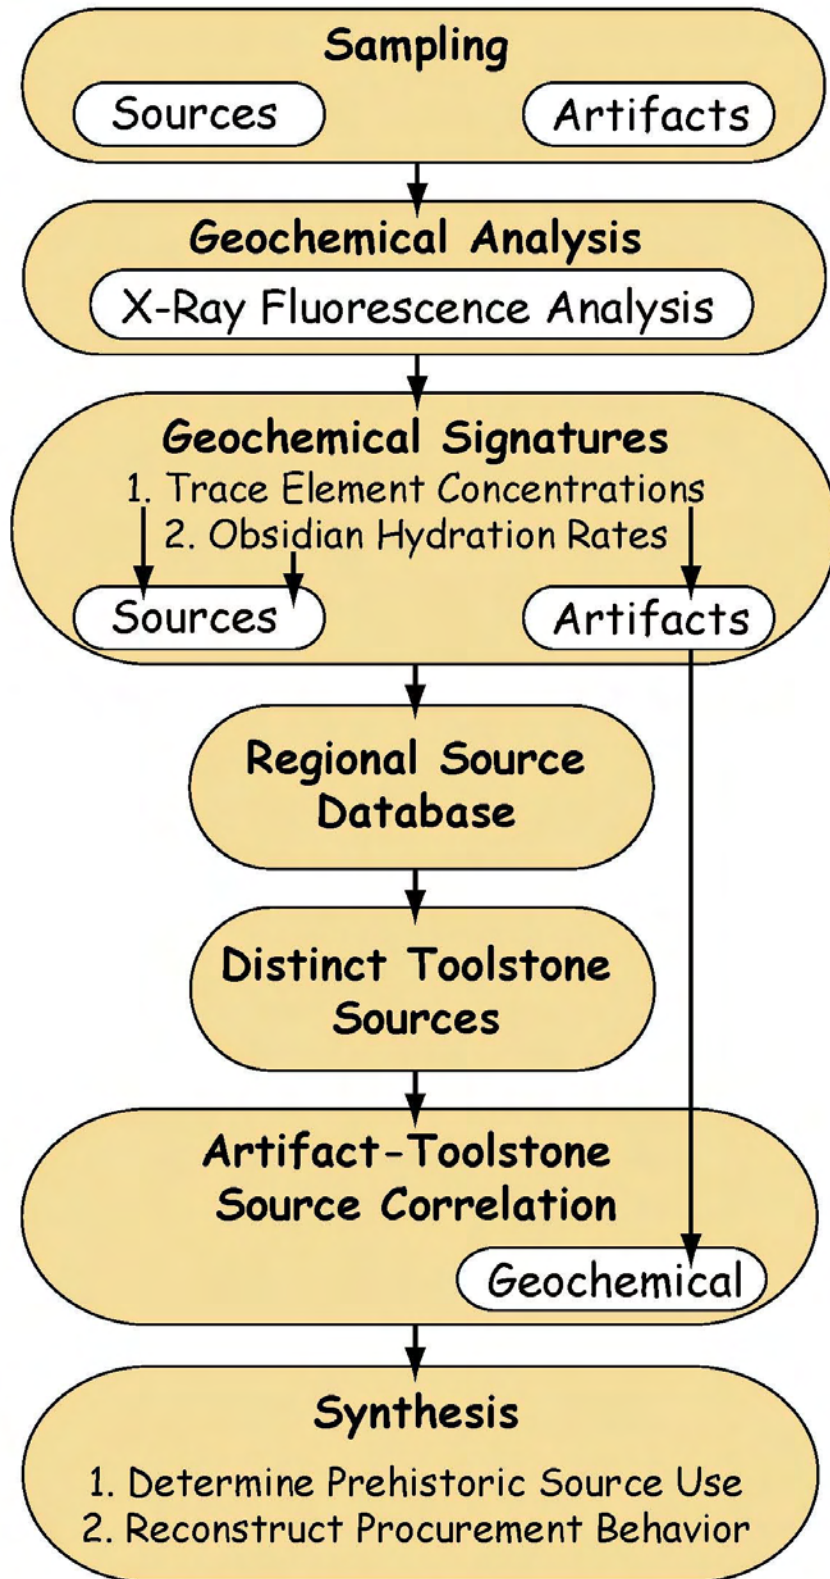 Sampling
Sources
Artifacts
Geochemical Analysis
X-Ray Fluorescence Analysis
Geochemical Signatures
1. Trace Element Concentrations
2. Obsidian Hydration Rates
Sources
Artifacts
Regional Source
Database
Distinct Toolstone
Sources
Artifact-Toolstone
Source Correlation
Geochemical
Synthesis
1. Determine Prehistoric Source Use
2. Reconstruct Procurement Behavior